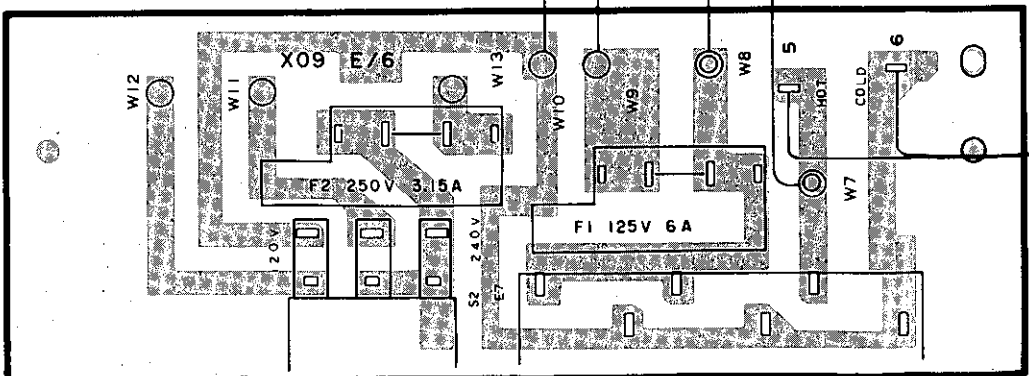 X09 E/6
W12
W11
W13
W10
W9
W8
5
HOT
COLD
6
W7
F2 250V 3.15A
F1 125V 6A
20V
240V
S2
E7